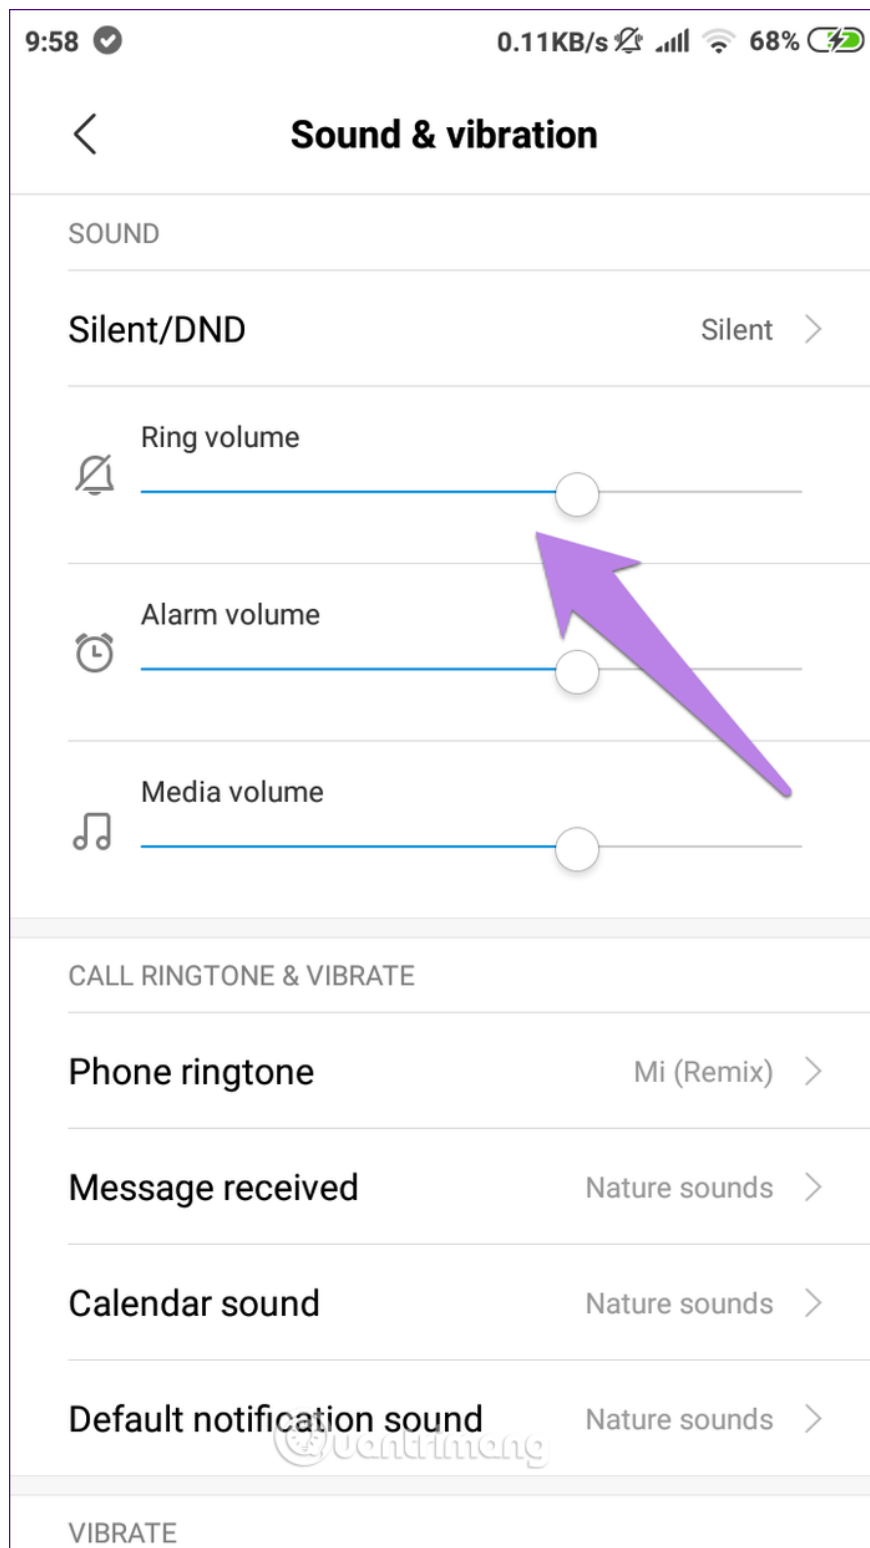 9:58 0.11KB/s 68%
Sound & vibration
SOUND
Silent/DND Silent
Ring volume
Alarm volume
Media volume
CALL RINGTONE & VIBRATE
Phone ringtone Mi (Remix)
Message received Nature sounds
Calendar sound Nature sounds
Default notification sound Nature sounds
Quantrimang
VIBRATE